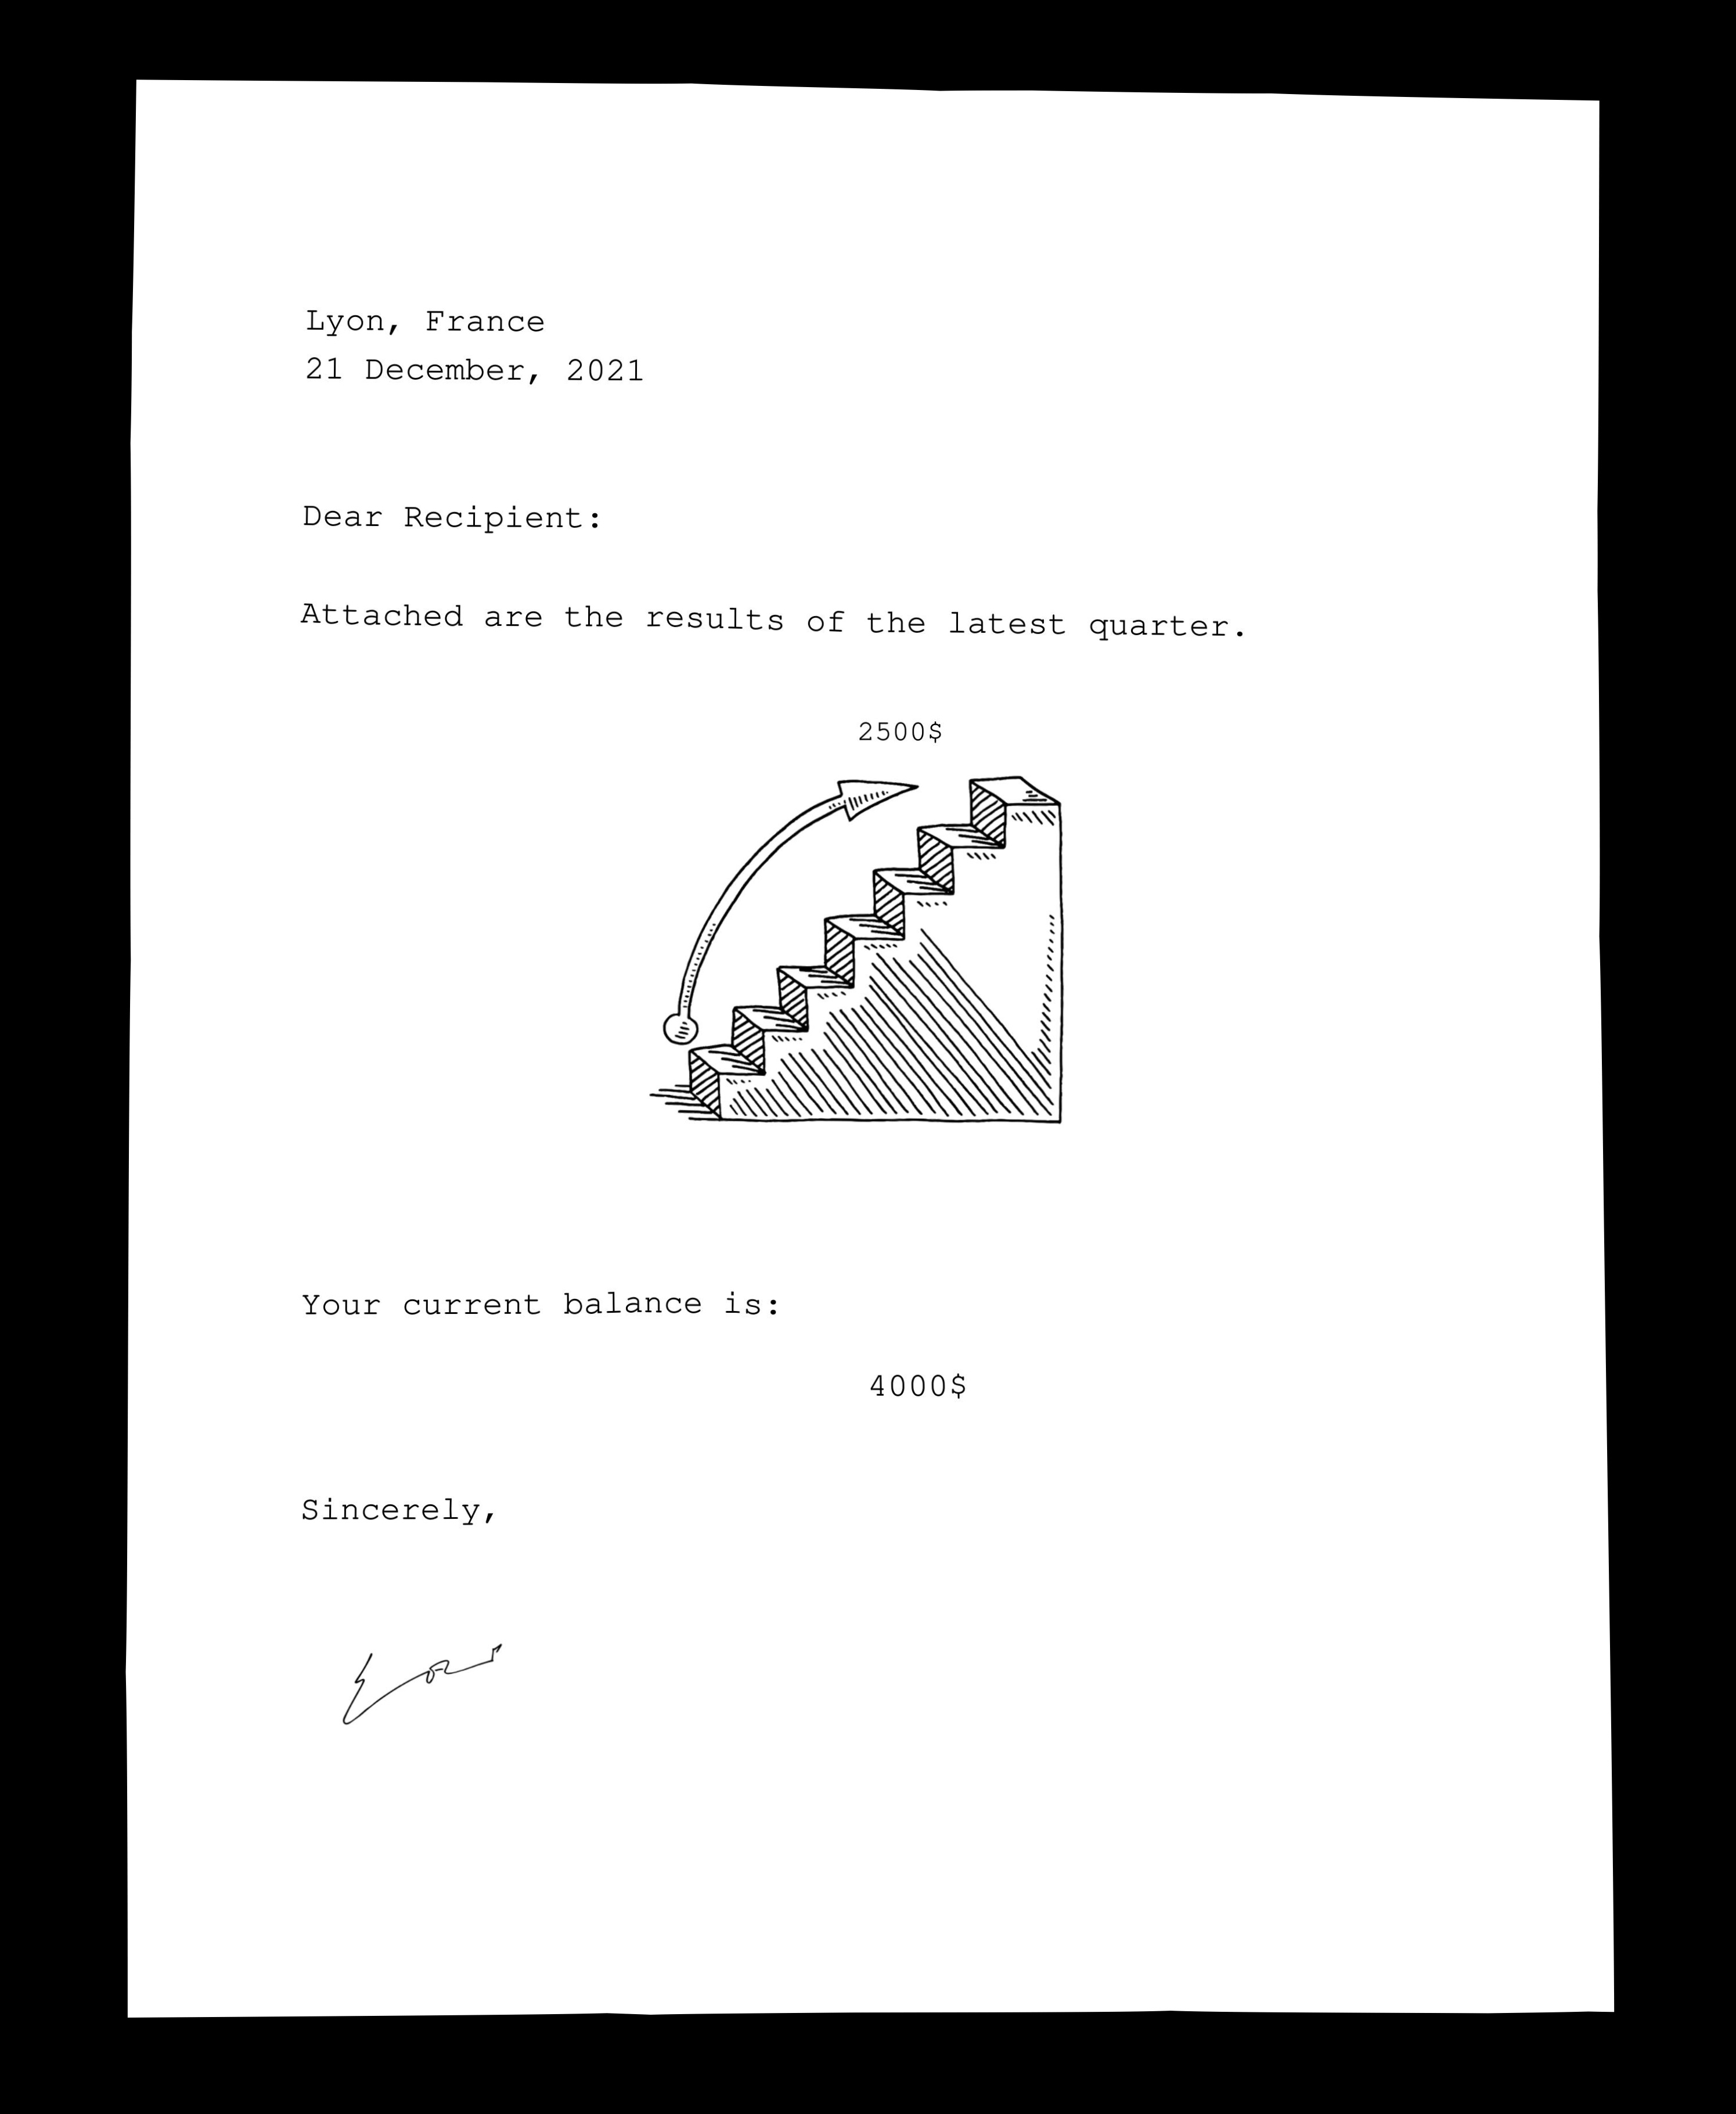 Lyon, France
21 December, 2021
Dear Recipient:
Attached are the results of the latest quarter.
2500$
Your current balance is:
4000$
Sincerely,